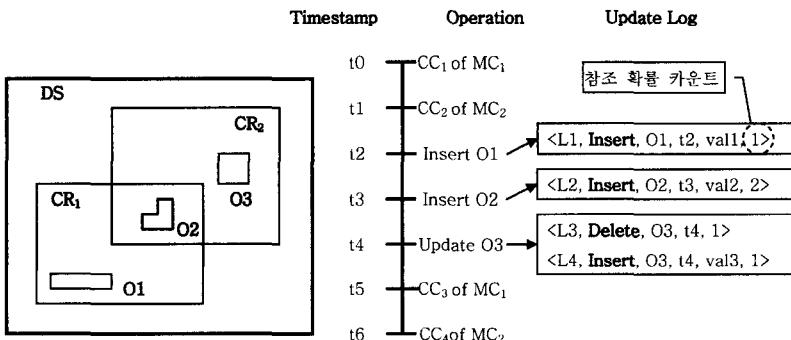 Timestamp Operation Update Log
t0 CC₁ of MC₁
참조 확률 카운트
DS
t1 CC₂ of MC₂
CR₂
<L1, Insert, O1, t2, val1, 1>
t2 Insert O1
O3
<L2, Insert, O2, t3, val2, 2>
CR₁
t3 Insert O2
O2
<L3, Delete, O3, t4, 1>
t4 Update O3
<L4, Insert, O3, t4, val3, 1>
O1
t5 CC₃ of MC₁
t6 CC₄of MC₂